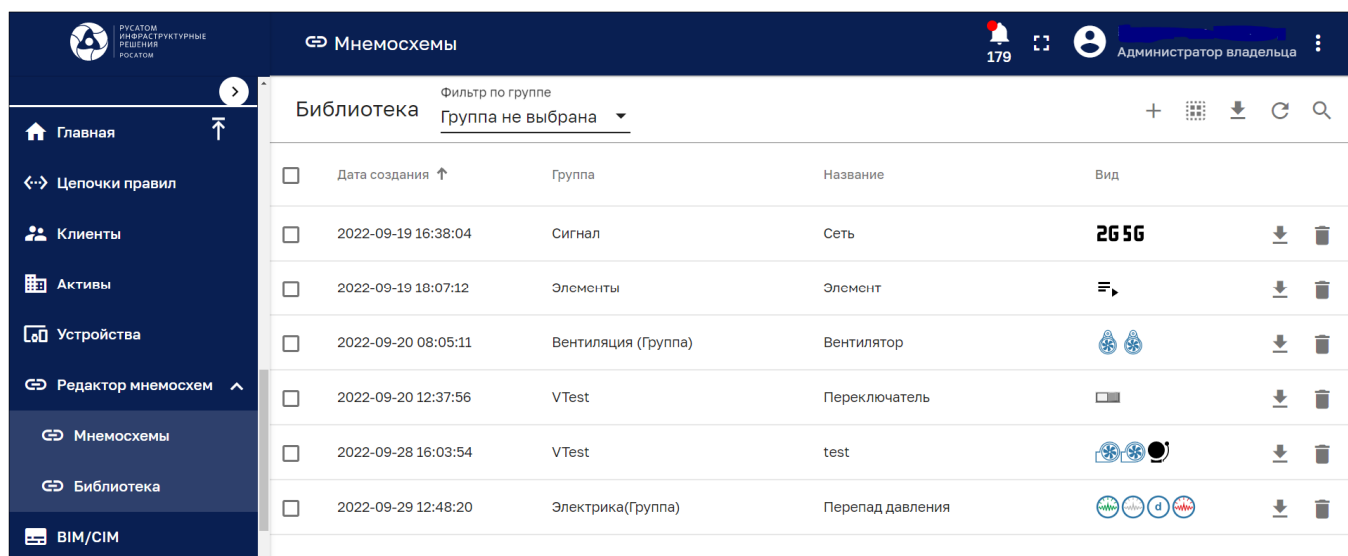 РУСАТОМ
ИНФРАСТРУКТУРНЫЕ
РЕШЕНИЯ
РОСАТОМ
Мнемосхемы
179
Администратор владельца
Главная
Цепочки правил
Клиенты
Активы
Устройства
Редактор мнемосхем
Мнемосхемы
Библиотека
BIM/CIM
Библиотека
Фильтр по группе
Группа не выбрана
Дата создания Группа Название Вид
2022-09-19 16:38:04 Сигнал Сеть 2G 5G
2022-09-19 18:07:12 Элементы Элемент
2022-09-20 08:05:11 Вентиляция (Группа) Вентилятор
2022-09-20 12:37:56 VTest Переключатель
2022-09-28 16:03:54 VTest test
2022-09-29 12:48:20 Электрика(Группа) Перепад давления d